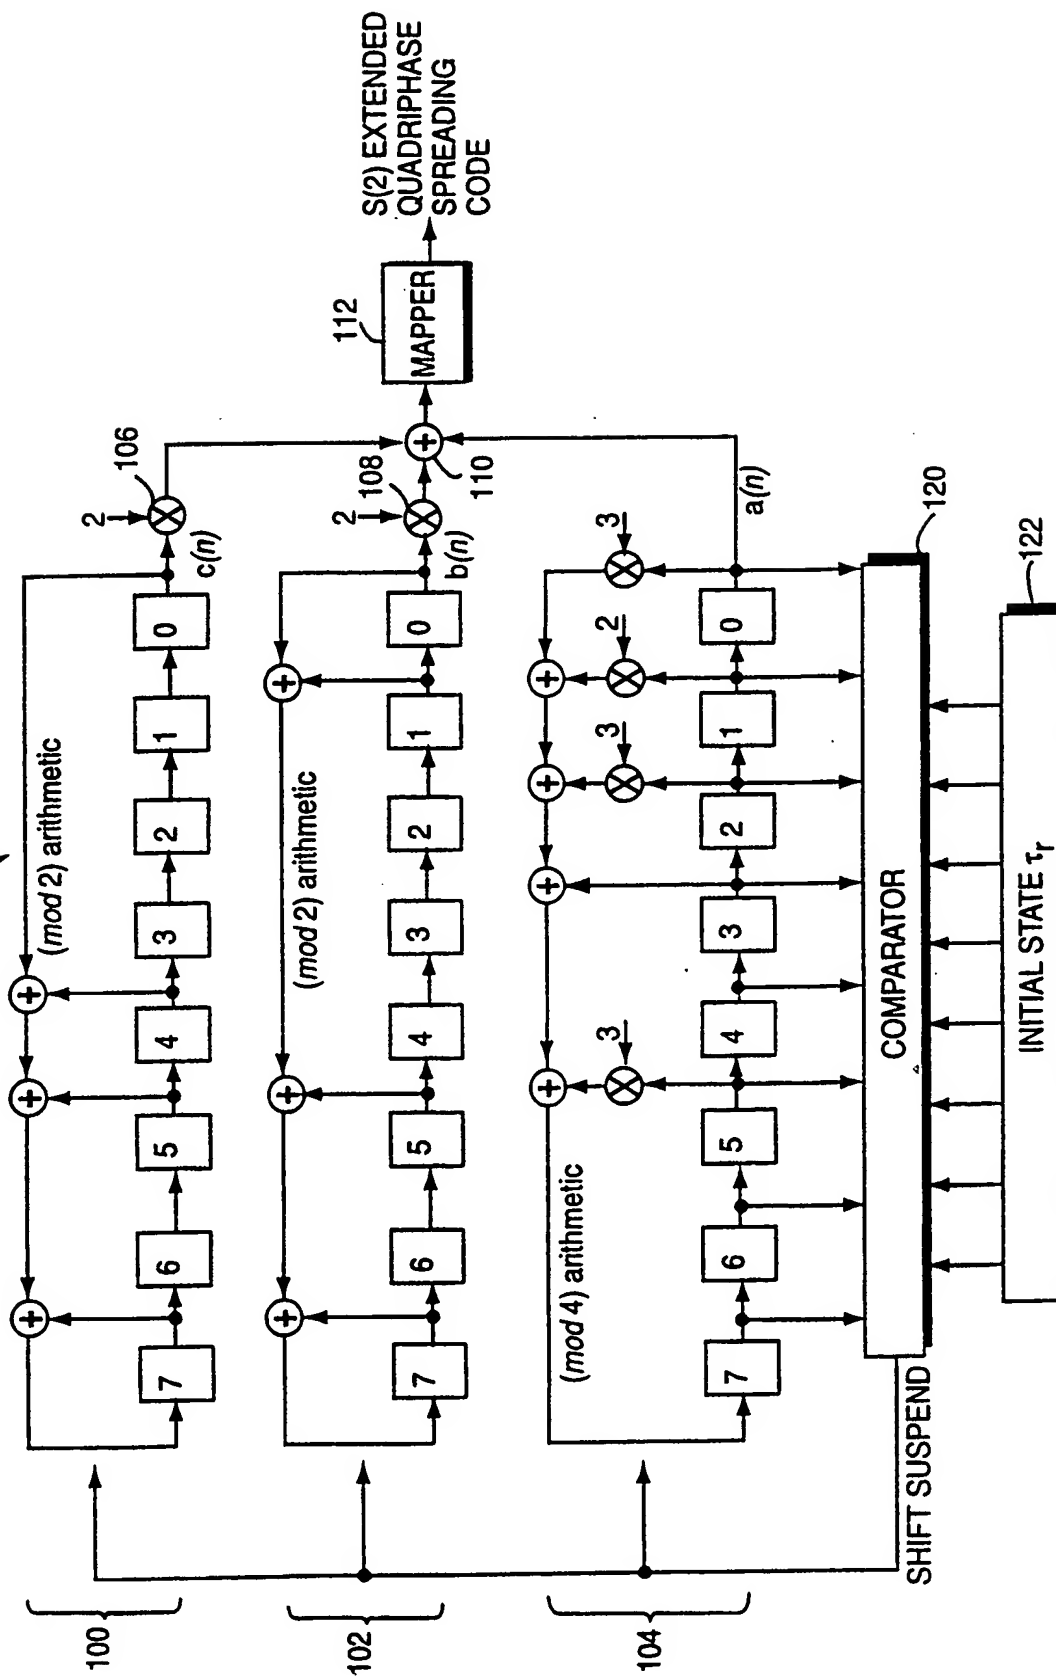 100
(mod 2) arithmetic
7
6
5
4
3
2
1
0
c(n)
2
106
102
(mod 2) arithmetic
7
6
5
4
3
2
1
0
b(n)
2
108
110
112
MAPPER
S(2) EXTENDED
QUADRIPHASE
SPREADING
CODE
104
(mod 4) arithmetic
3
3
2
3
7
6
5
4
3
2
1
0
a(n)
SHIFT SUSPEND
COMPARATOR
120
INITIAL STATE τr
122